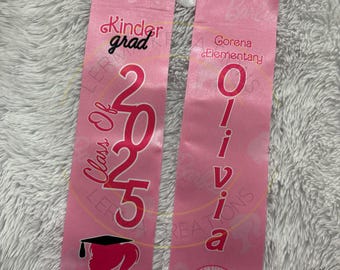 Kinder
grad
Class Of
2025
Gorena
Elementary
Olivia